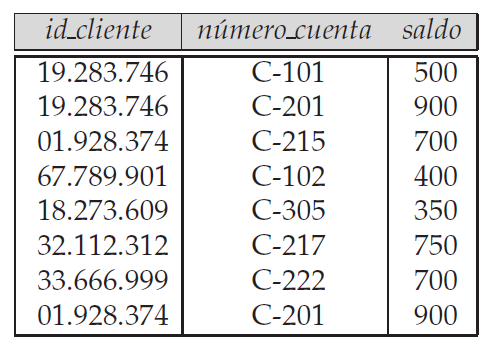 id_cliente número_cuenta saldo
19.283.746 C-101 500
19.283.746 C-201 900
01.928.374 C-215 700
67.789.901 C-102 400
18.273.609 C-305 350
32.112.312 C-217 750
33.666.999 C-222 700
01.928.374 C-201 900